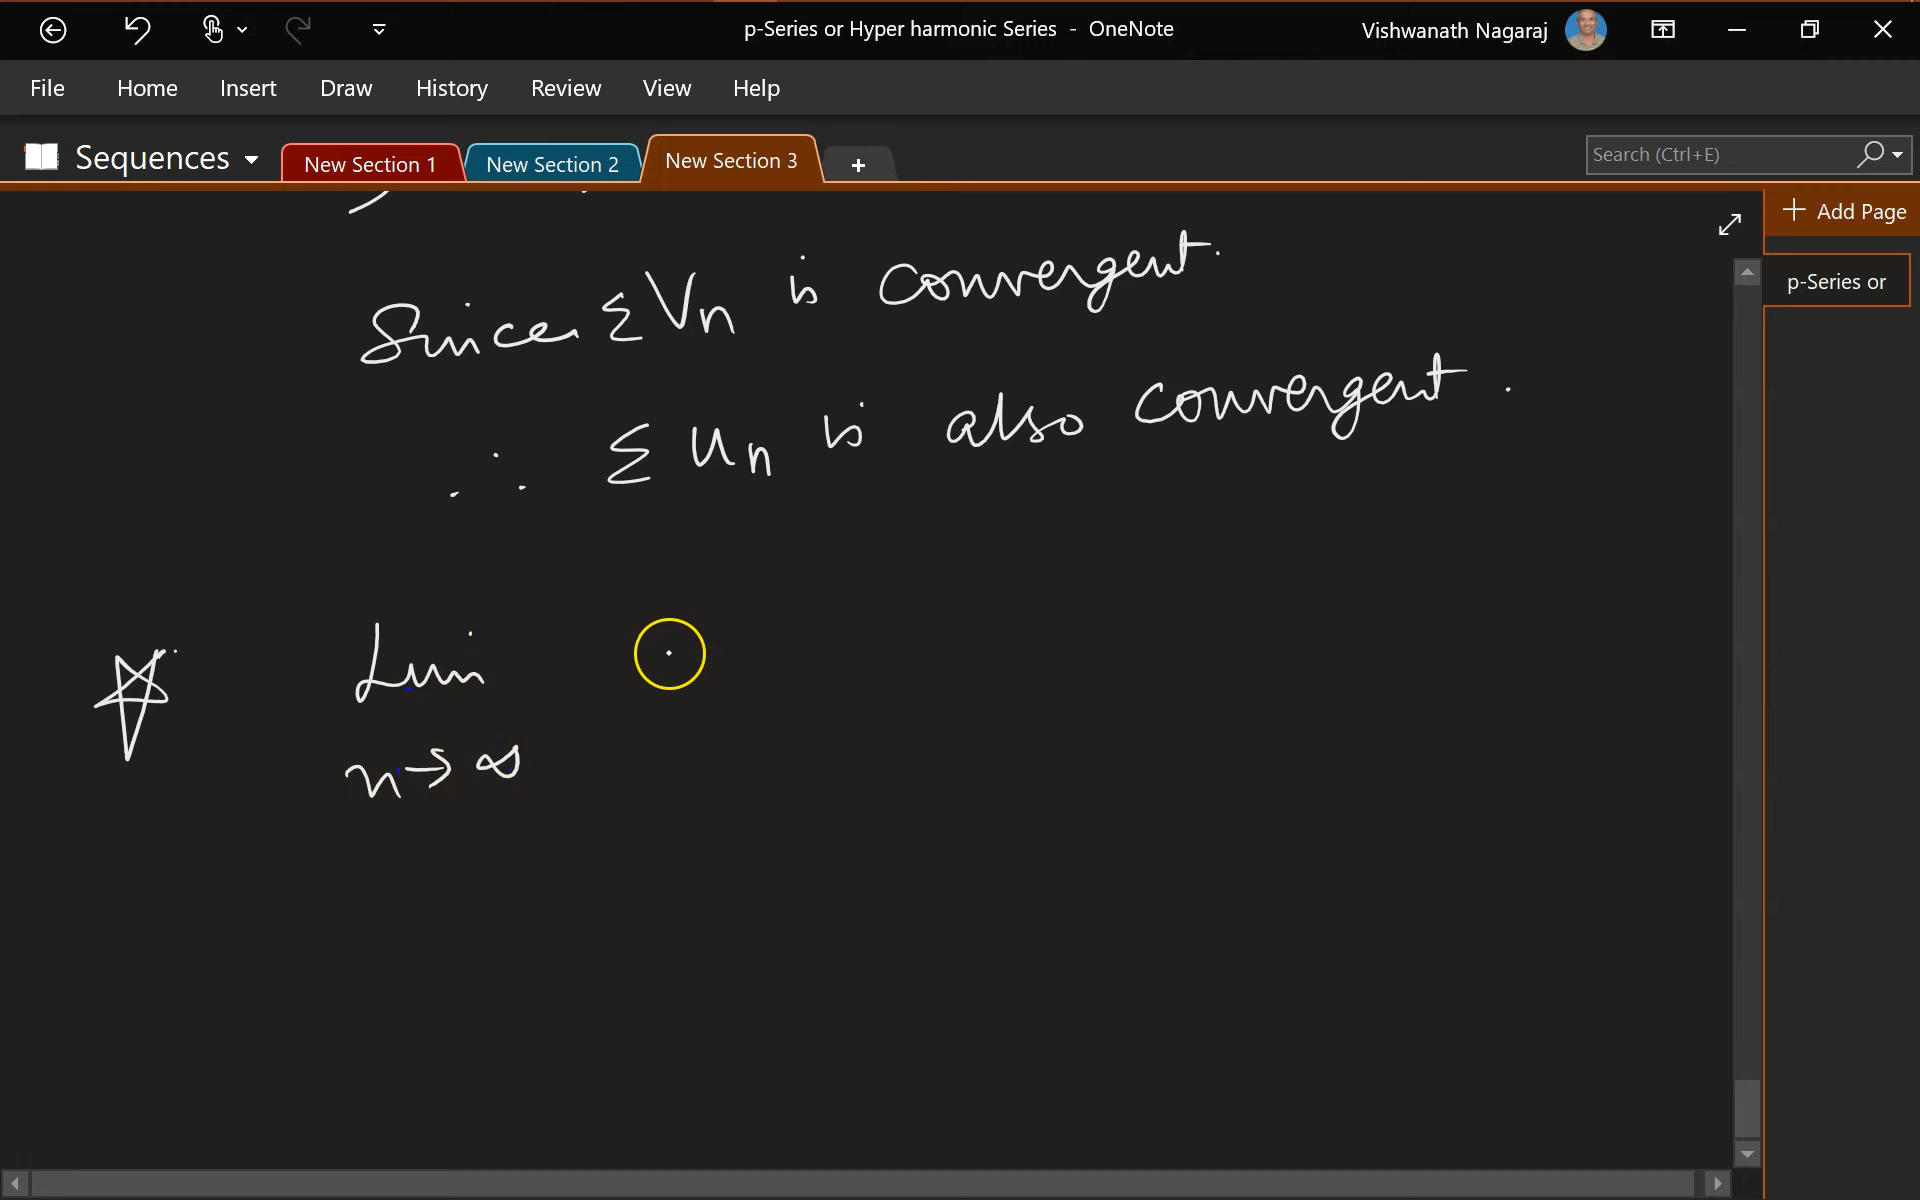 p-Series or Hyper harmonic Series - OneNote
Vishwanath Nagaraj
File Home Insert Draw History Review View Help
Sequences
New Section 1
New Section 2
New Section 3
+
Search (Ctrl+E)
+ Add Page
p-Series or
Since Σ Vn is convergent.
∴ Σ un is also convergent.
Lim
n→∞